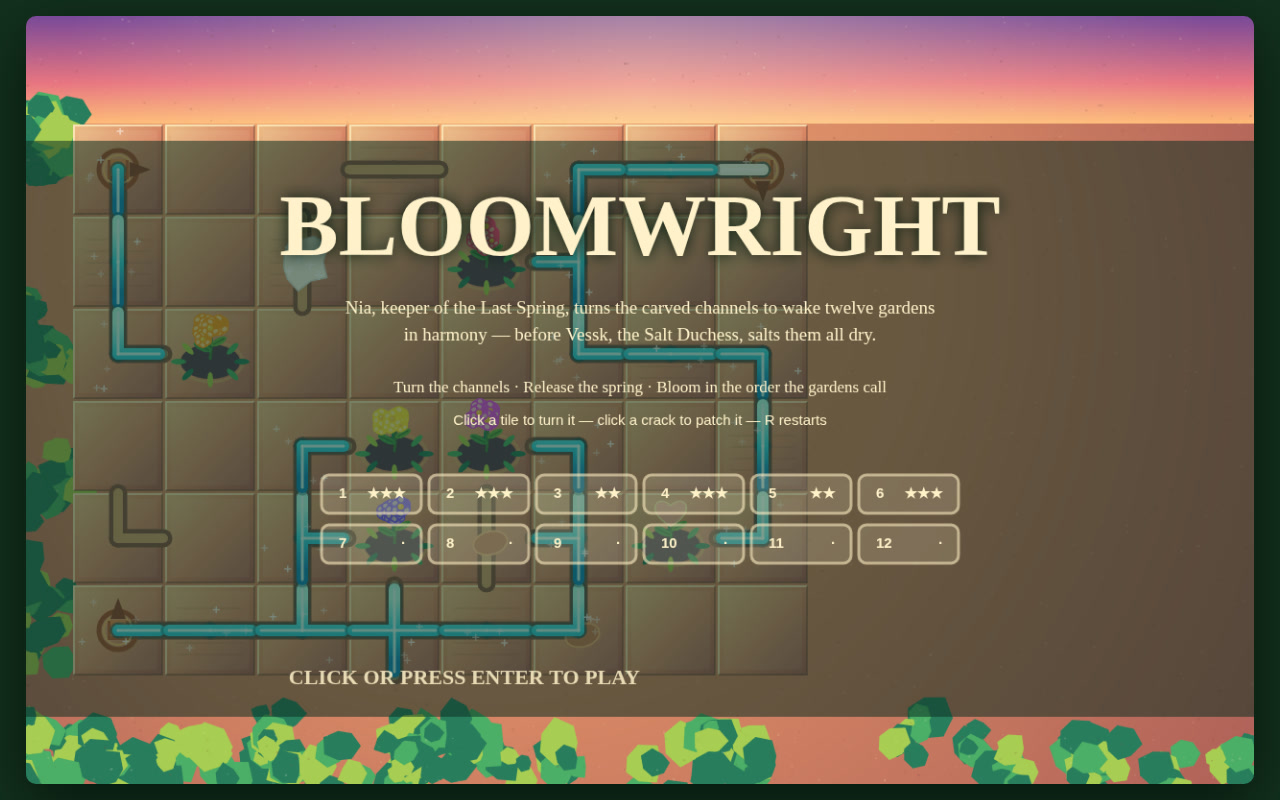 BLOOMWRIGHT
Nia, keeper of the Last Spring, turns the carved channels to wake twelve gardens
in harmony — before Vessk, the Salt Duchess, salts them all dry.
Turn the channels · Release the spring · Bloom in the order the gardens call
Click a tile to turn it — click a crack to patch it — R restarts
1 ★★★ 2 ★★★ 3 ★★ 4 ★★★ 5 ★★ 6 ★★★
7 · 8 · 9 · 10 · 11 · 12 ·
CLICK OR PRESS ENTER TO PLAY